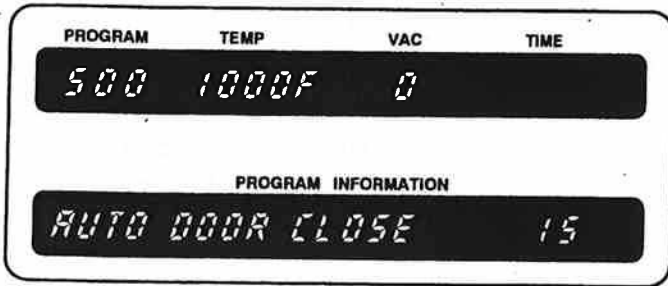 PROGRAM TEMP VAC TIME
500 1000F 0
PROGRAM INFORMATION
AUTO DOOR CLOSE 15